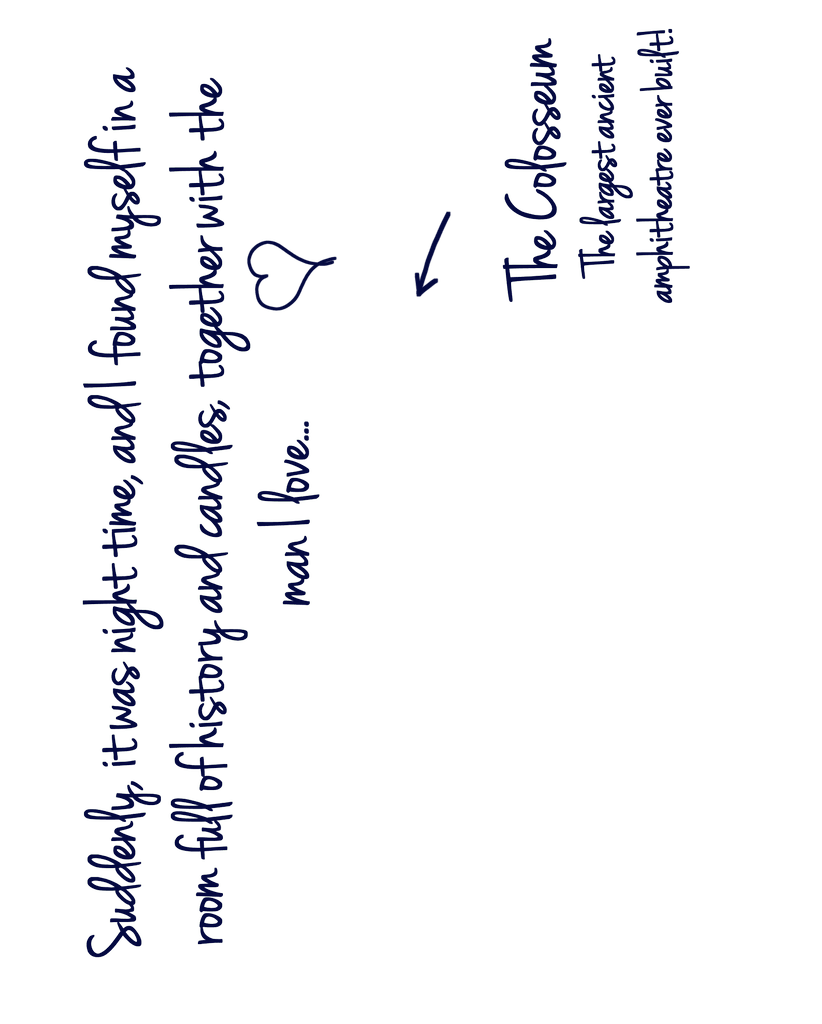 Suddenly, it was night time, and I found myself in a
room full of history and candles, together with the
man I love...
The Colosseum
The largest ancient
amphitheatre ever built!